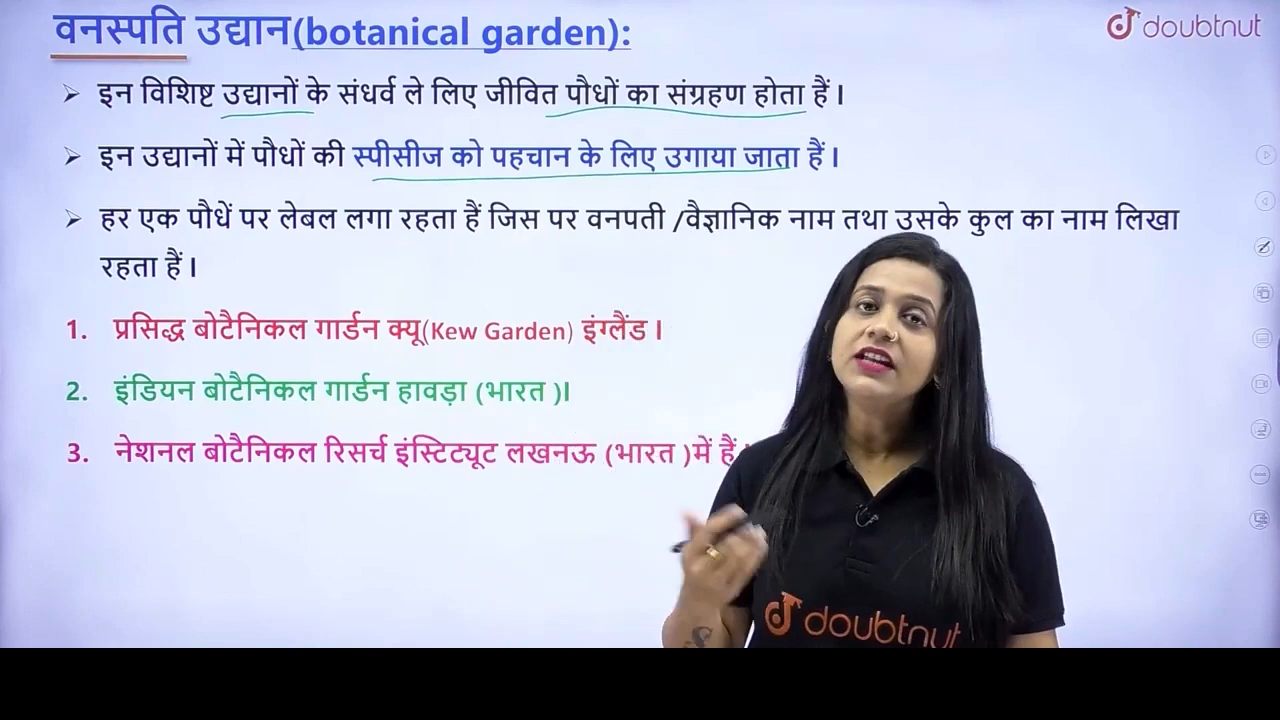 वनस्पति उद्यान(botanical garden):
doubtnut
➢ इन विशिष्ट उद्यानों के संधर्व ले लिए जीवित पौधों का संग्रहण होता हैं।
➢ इन उद्यानों में पौधों की स्पीसीज को पहचान के लिए उगाया जाता हैं।
➢ हर एक पौधें पर लेबल लगा रहता हैं जिस पर वनपती /वैज्ञानिक नाम तथा उसके कुल का नाम लिखा
रहता हैं।
1. प्रसिद्ध बोटैनिकल गार्डन क्यू(Kew Garden) इंग्लैंड।
2. इंडियन बोटैनिकल गार्डन हावड़ा (भारत )।
3. नेशनल बोटैनिकल रिसर्च इंस्टिट्यूट लखनऊ (भारत )में हैं
doubtnut